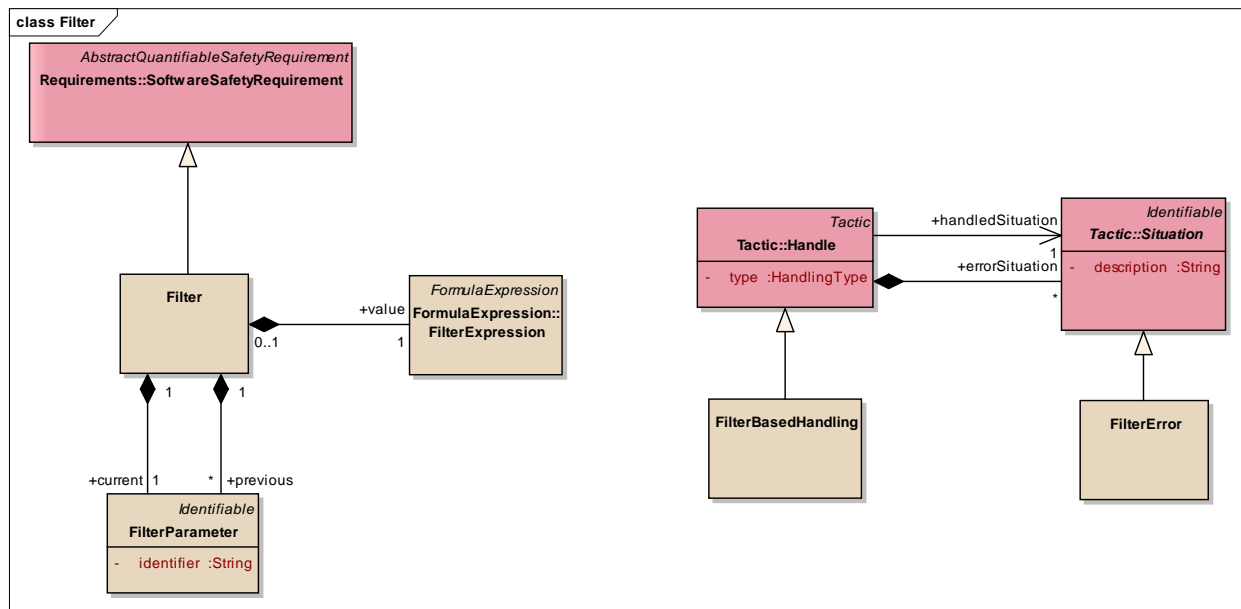 class Filter
AbstractQuantifiableSafetyRequirement
Requirements::SoftwareSafetyRequirement
Filter
+value
0..1
1
FormulaExpression
FormulaExpression::
FilterExpression
1
1
+current
1
*
+previous
Identifiable
FilterParameter
- identifier :String
Tactic
Tactic::Handle
- type :HandlingType
+handledSituation
1
+errorSituation
*
Identifiable
Tactic::Situation
- description :String
FilterBasedHandling
FilterError